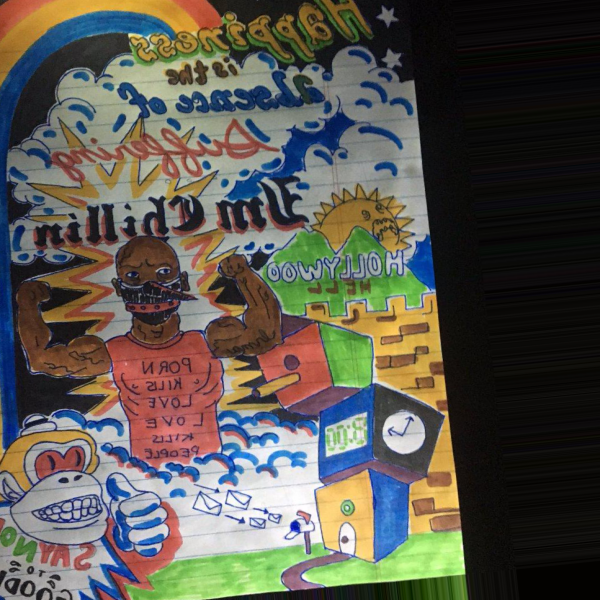 Happiness
is the
absence of
Suffering
I'm Chillin
HOLLYWOO
HELL
PORN
KILLS
LOVE
LOVE
KILLS
PEOPLE
8:00
SAY NO
TO
GOOD